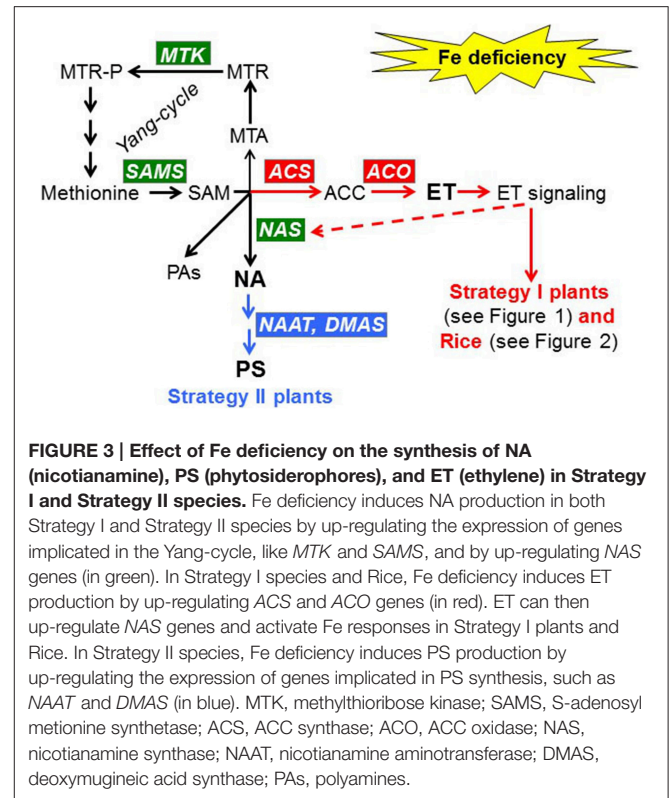 Fe deficiency
MTK
MTR-P
MTR
Yang-cycle
MTA
SAMS
ACS
ACO
Methionine
SAM
ACC
ET
ET signaling
NAS
PAs
NA
NAAT, DMAS
PS
Strategy II plants
Strategy I plants
(see Figure 1) and
Rice (see Figure 2)
FIGURE 3 | Effect of Fe deficiency on the synthesis of NA
(nicotianamine), PS (phytosiderophores), and ET (ethylene) in Strategy
I and Strategy II species. Fe deficiency induces NA production in both
Strategy I and Strategy II species by up-regulating the expression of genes
implicated in the Yang-cycle, like MTK and SAMS, and by up-regulating NAS
genes (in green). In Strategy I species and Rice, Fe deficiency induces ET
production by up-regulating ACS and ACO genes (in red). ET can then
up-regulate NAS genes and activate Fe responses in Strategy I plants and
Rice. In Strategy II species, Fe deficiency induces PS production by
up-regulating the expression of genes implicated in PS synthesis, such as
NAAT and DMAS (in blue). MTK, methylthioribose kinase; SAMS, S-adenosyl
metionine synthetase; ACS, ACC synthase; ACO, ACC oxidase; NAS,
nicotianamine synthase; NAAT, nicotianamine aminotransferase; DMAS,
deoxymugineic acid synthase; PAs, polyamines.